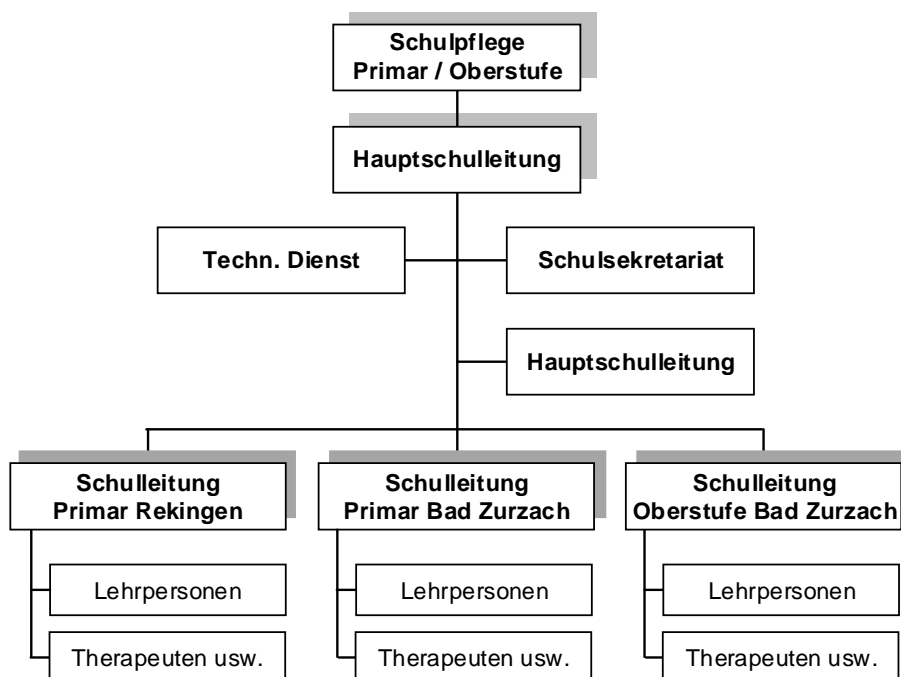 Schulpflege
Primar / Oberstufe
Hauptschulleitung
Techn. Dienst
Schulsekretariat
Hauptschulleitung
Schulleitung
Primar Rekingen
Schulleitung
Primar Bad Zurzach
Schulleitung
Oberstufe Bad Zurzach
Lehrpersonen
Lehrpersonen
Lehrpersonen
Therapeuten usw.
Therapeuten usw.
Therapeuten usw.